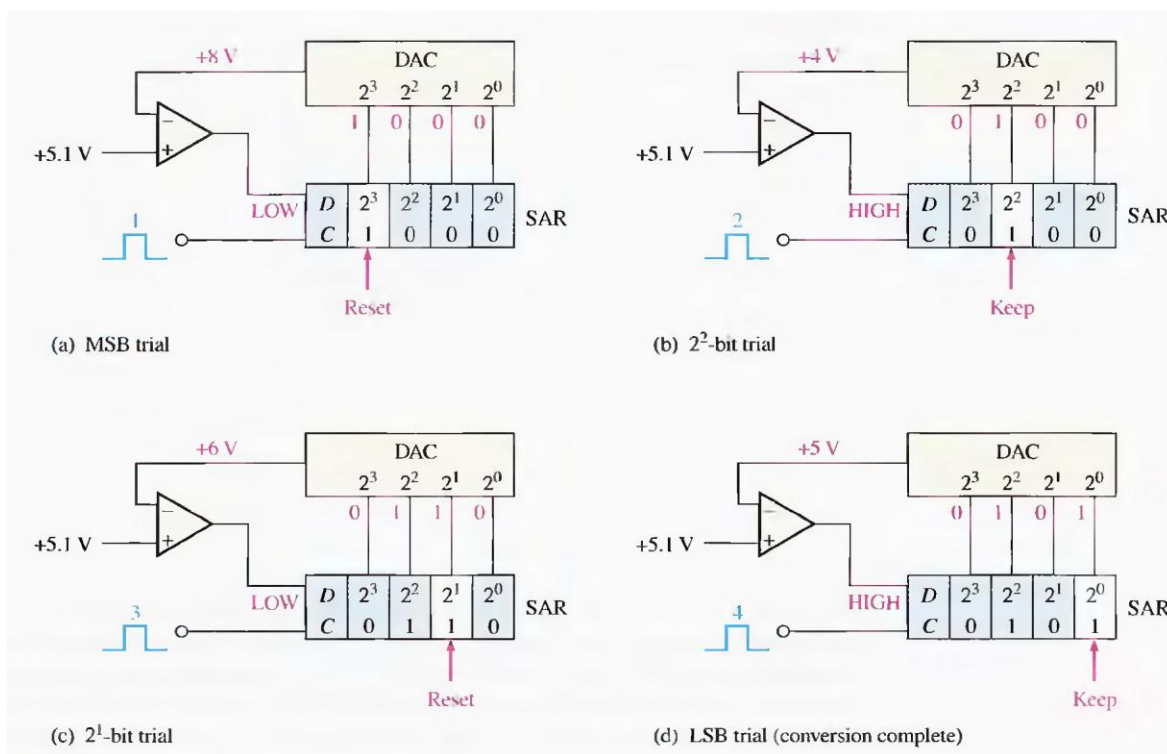 +8 V
DAC
2³ 2² 2¹ 2⁰
1 0 0 0
−
+5.1 V
+
LOW
D 2³ 2² 2¹ 2⁰
SAR
1
C 1 0 0 0
Reset
(a) MSB trial
+4 V
DAC
2³ 2² 2¹ 2⁰
0 1 0 0
−
+5.1 V
+
HIGH
D 2³ 2² 2¹ 2⁰
SAR
2
C 0 1 0 0
Keep
(b) 2²-bit trial
+6 V
DAC
2³ 2² 2¹ 2⁰
0 1 1 0
−
+5.1 V
+
LOW
D 2³ 2² 2¹ 2⁰
SAR
3
C 0 1 1 0
Reset
(c) 2¹-bit trial
+5 V
DAC
2³ 2² 2¹ 2⁰
0 1 0 1
−
+5.1 V
+
HIGH
D 2³ 2² 2¹ 2⁰
SAR
4
C 0 1 0 1
Keep
(d) LSB trial (conversion complete)